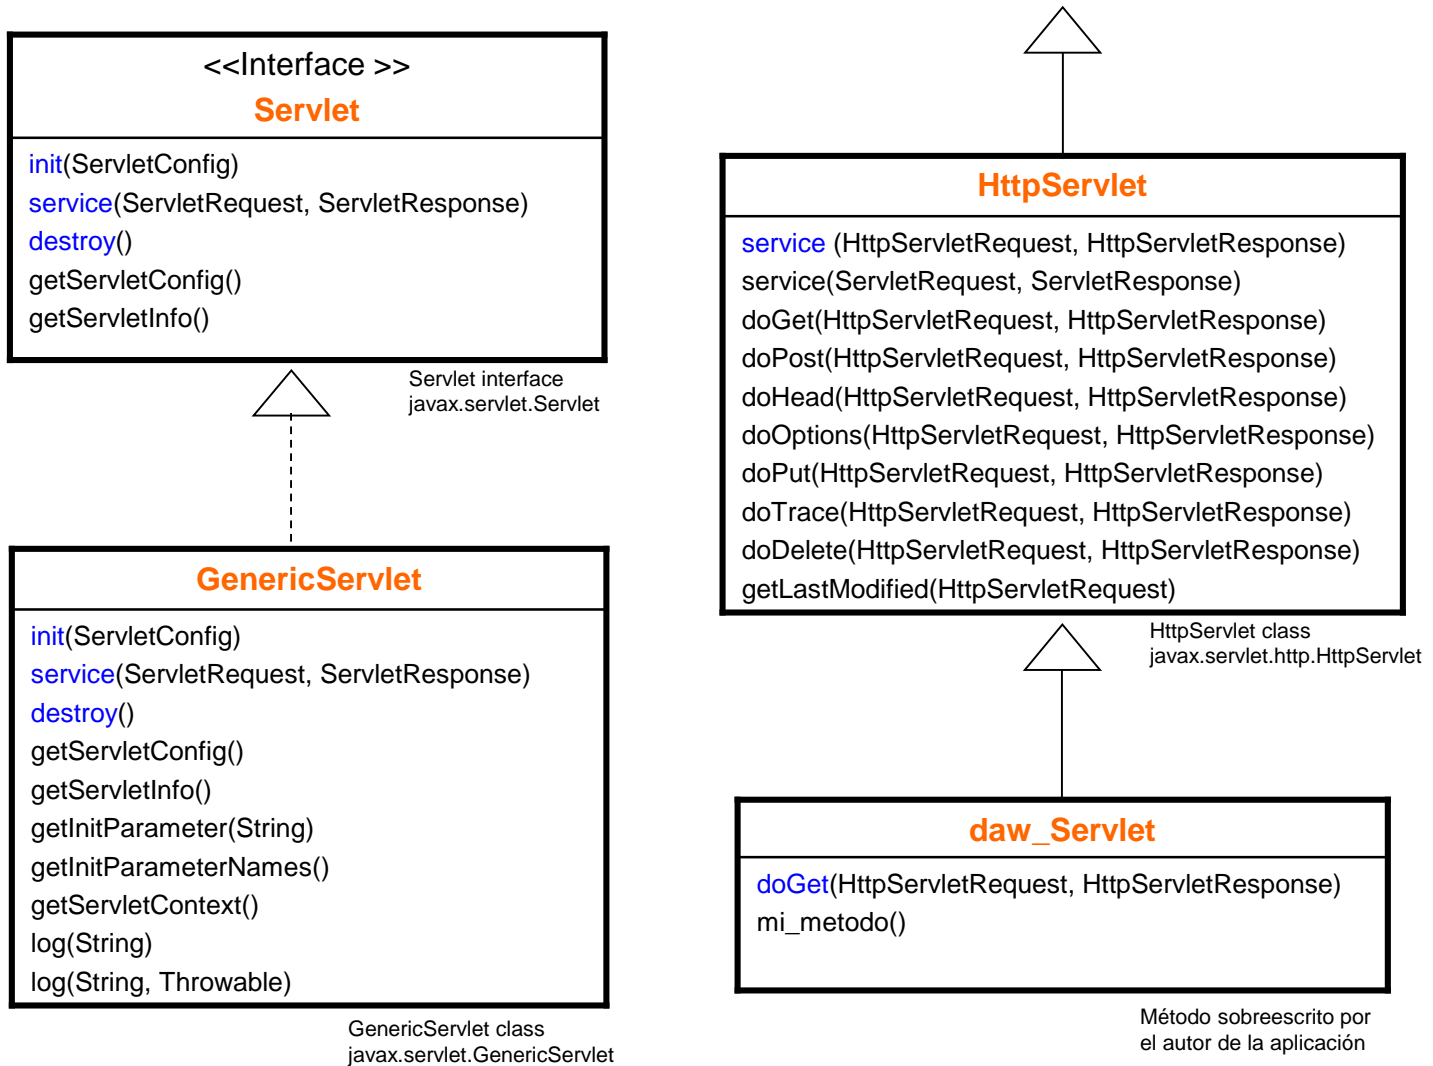 <<Interface >>
Servlet
init(ServletConfig)
service(ServletRequest, ServletResponse)
destroy()
getServletConfig()
getServletInfo()
Servlet interface
javax.servlet.Servlet
GenericServlet
init(ServletConfig)
service(ServletRequest, ServletResponse)
destroy()
getServletConfig()
getServletInfo()
getInitParameter(String)
getInitParameterNames()
getServletContext()
log(String)
log(String, Throwable)
GenericServlet class
javax.servlet.GenericServlet
HttpServlet
service (HttpServletRequest, HttpServletResponse)
service(ServletRequest, ServletResponse)
doGet(HttpServletRequest, HttpServletResponse)
doPost(HttpServletRequest, HttpServletResponse)
doHead(HttpServletRequest, HttpServletResponse)
doOptions(HttpServletRequest, HttpServletResponse)
doPut(HttpServletRequest, HttpServletResponse)
doTrace(HttpServletRequest, HttpServletResponse)
doDelete(HttpServletRequest, HttpServletResponse)
getLastModified(HttpServletRequest)
HttpServlet class
javax.servlet.http.HttpServlet
daw_Servlet
doGet(HttpServletRequest, HttpServletResponse)
mi_metodo()
Método sobreescrito por
el autor de la aplicación